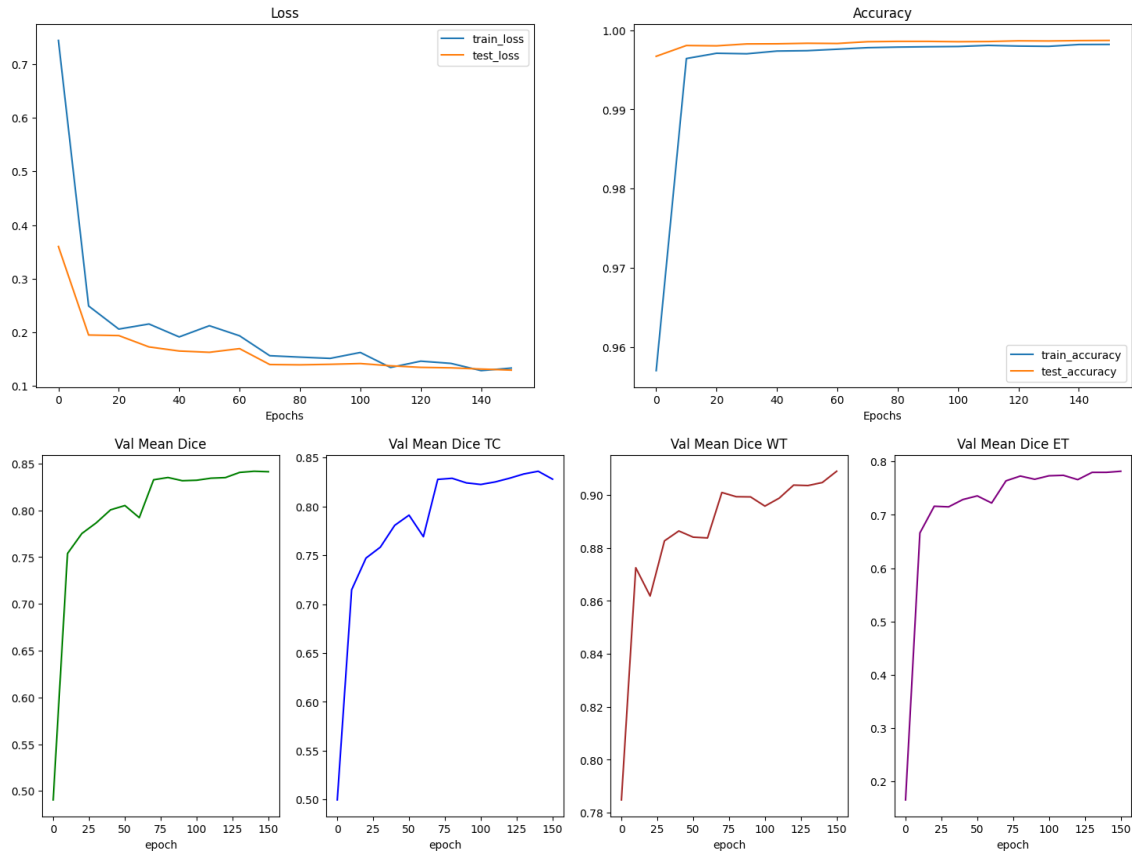 Loss
0.7
0.6
0.5
0.4
0.3
0.2
0.1
train_loss
test_loss
0 20 40 60 80 100 120 140
Epochs
Accuracy
1.00
0.99
0.98
0.97
0.96
train_accuracy
test_accuracy
0 20 40 60 80 100 120 140
Epochs
Val Mean Dice
0.85
0.80
0.75
0.70
0.65
0.60
0.55
0.50
0 25 50 75 100 125 150
epoch
Val Mean Dice TC
0.85
0.80
0.75
0.70
0.65
0.60
0.55
0.50
0 25 50 75 100 125 150
epoch
Val Mean Dice WT
0.90
0.88
0.86
0.84
0.82
0.80
0.78
0 25 50 75 100 125 150
epoch
Val Mean Dice ET
0.8
0.7
0.6
0.5
0.4
0.3
0.2
0 25 50 75 100 125 150
epoch